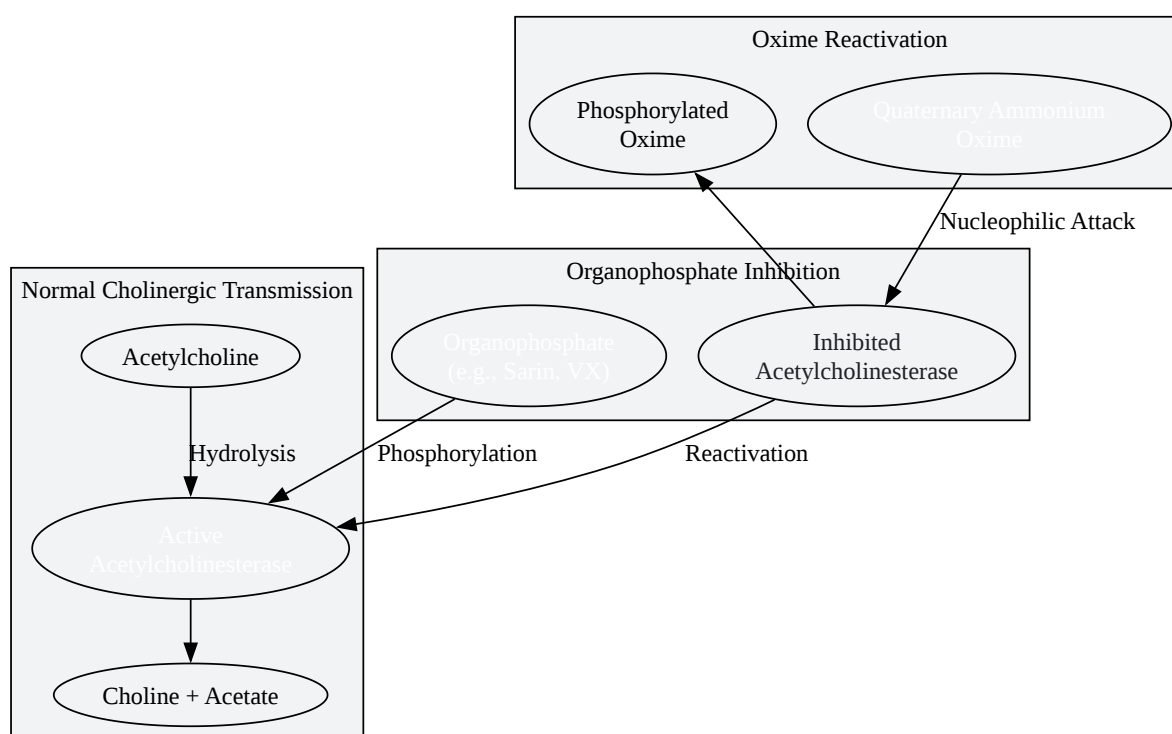 Oxime Reactivation
Phosphorylated
Oxime
Quaternary Ammonium
Oxime
Nucleophilic Attack
Organophosphate Inhibition
Organophosphate
(e.g., Sarin, VX)
Inhibited
Acetylcholinesterase
Normal Cholinergic Transmission
Acetylcholine
Hydrolysis
Phosphorylation
Reactivation
Active
Acetylcholinesterase
Choline + Acetate